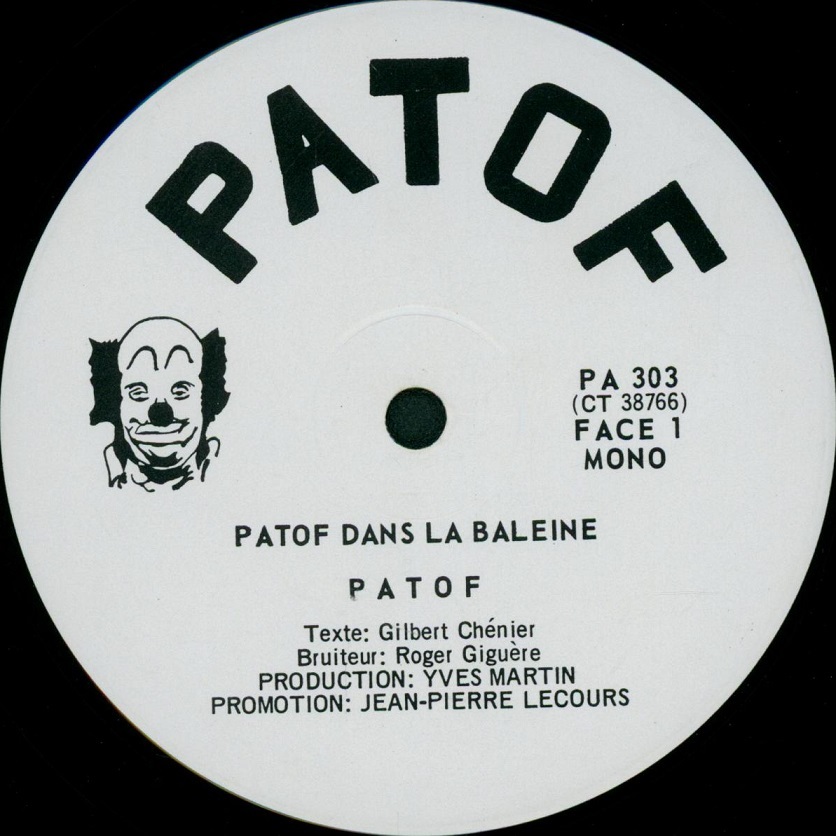 PATOF
PA 303
(CT 38766)
FACE 1
MONO
PATOF DANS LA BALEINE
PATOF
Texte: Gilbert Chénier
Bruiteur: Roger Giguère
PRODUCTION: YVES MARTIN
PROMOTION: JEAN-PIERRE LECOURS